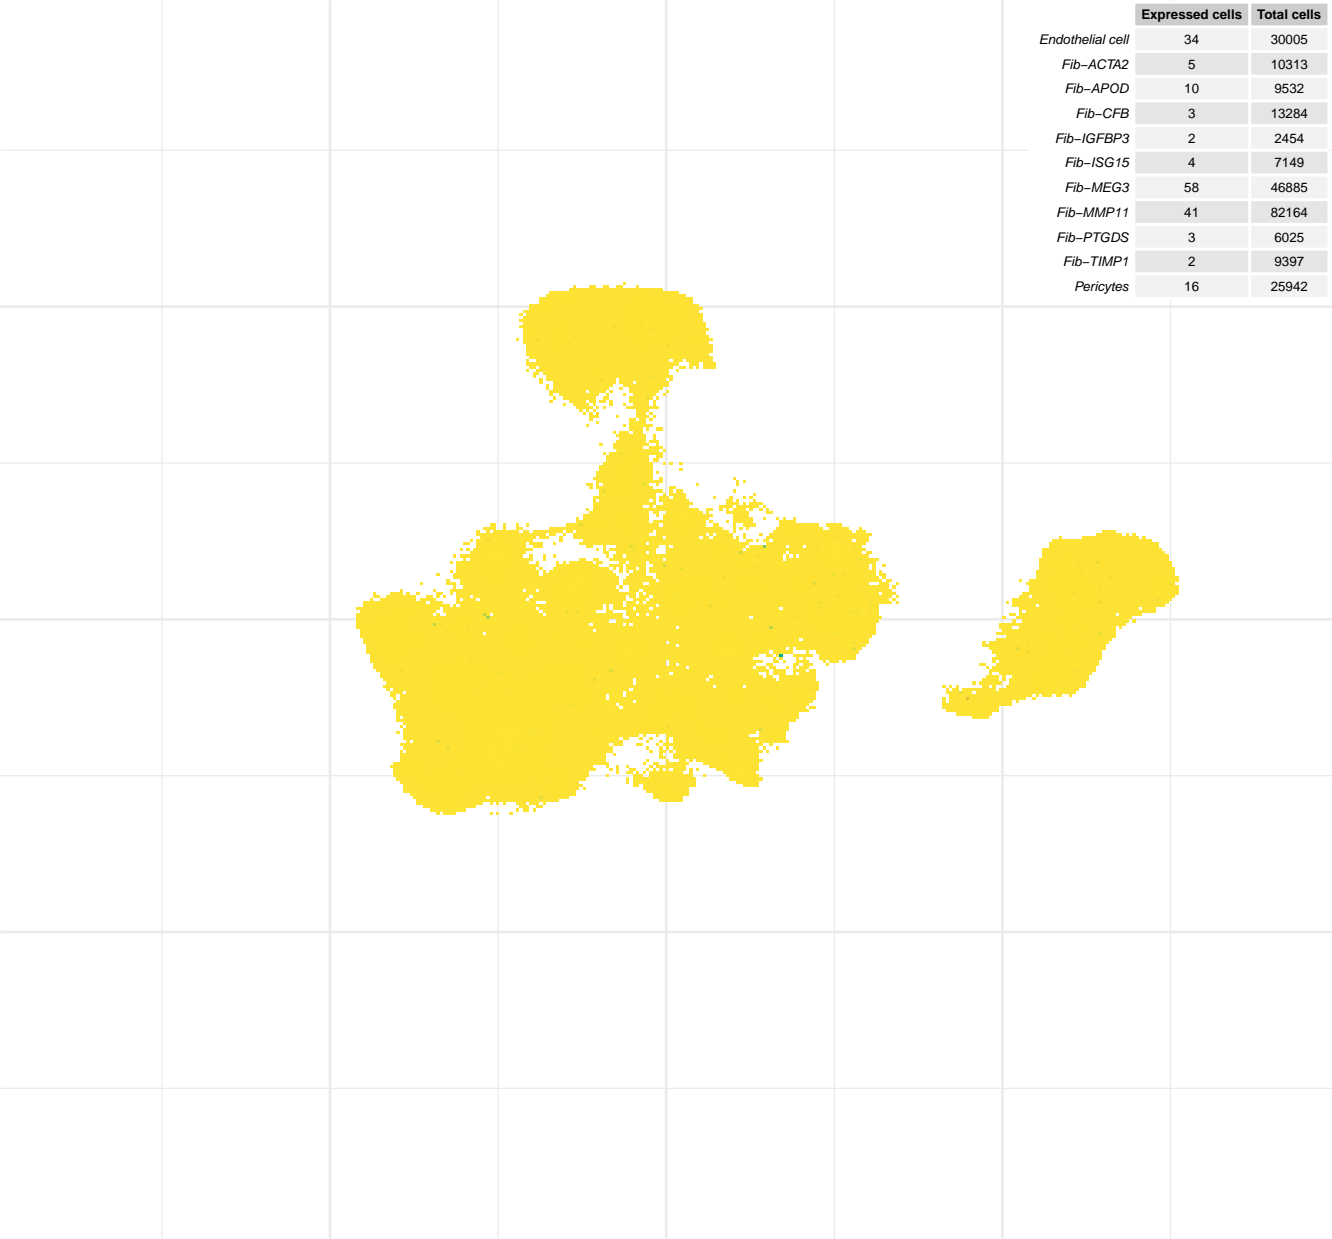 Expressed cells Total cells
Endothelial cell 34 30005
Fib−ACTA2 5 10313
Fib−APOD 10 9532
Fib−CFB 3 13284
Fib−IGFBP3 2 2454
Fib−ISG15 4 7149
Fib−MEG3 58 46885
Fib−MMP11 41 82164
Fib−PTGDS 3 6025
Fib−TIMP1 2 9397
Pericytes 16 25942